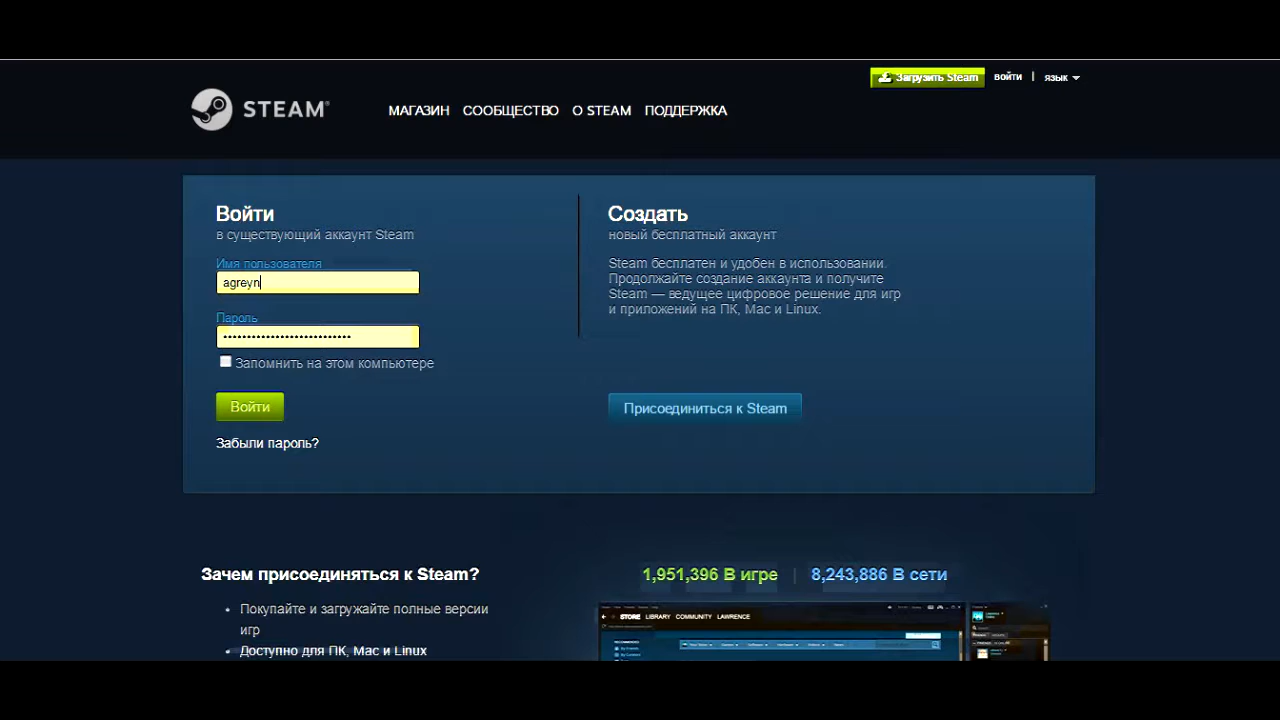 Загрузить Steam войти | язык
STEAM®
МАГАЗИН СООБЩЕСТВО О STEAM ПОДДЕРЖКА
Войти
в существующий аккаунт Steam
Имя пользователя
agreyn
Пароль
Запомнить на этом компьютере
Войти
Забыли пароль?
Создать
новый бесплатный аккаунт
Steam бесплатен и удобен в использовании.
Продолжайте создание аккаунта и получите
Steam — ведущее цифровое решение для игр
и приложений на ПК, Mac и Linux.
Присоединиться к Steam
Зачем присоединяться к Steam?
• Покупайте и загружайте полные версии
игр
• Доступно для ПК, Mac и Linux
1,951,396 В игре | 8,243,886 В сети
STORE LIBRARY COMMUNITY LAWRENCE